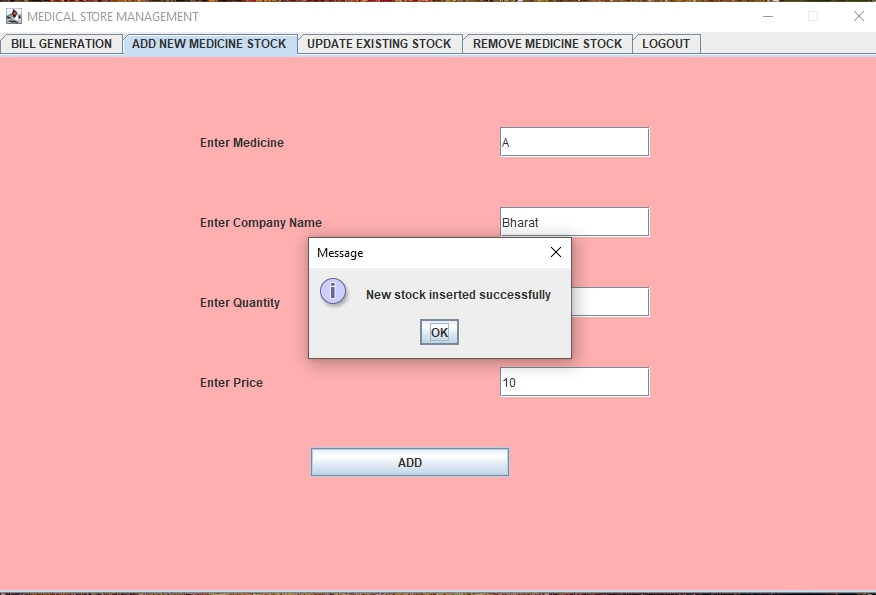 MEDICAL STORE MANAGEMENT
BILL GENERATION ADD NEW MEDICINE STOCK UPDATE EXISTING STOCK REMOVE MEDICINE STOCK LOGOUT
Enter Medicine A
Enter Company Name Bharat
Message
New stock inserted successfully
Enter Quantity
OK
Enter Price 10
ADD